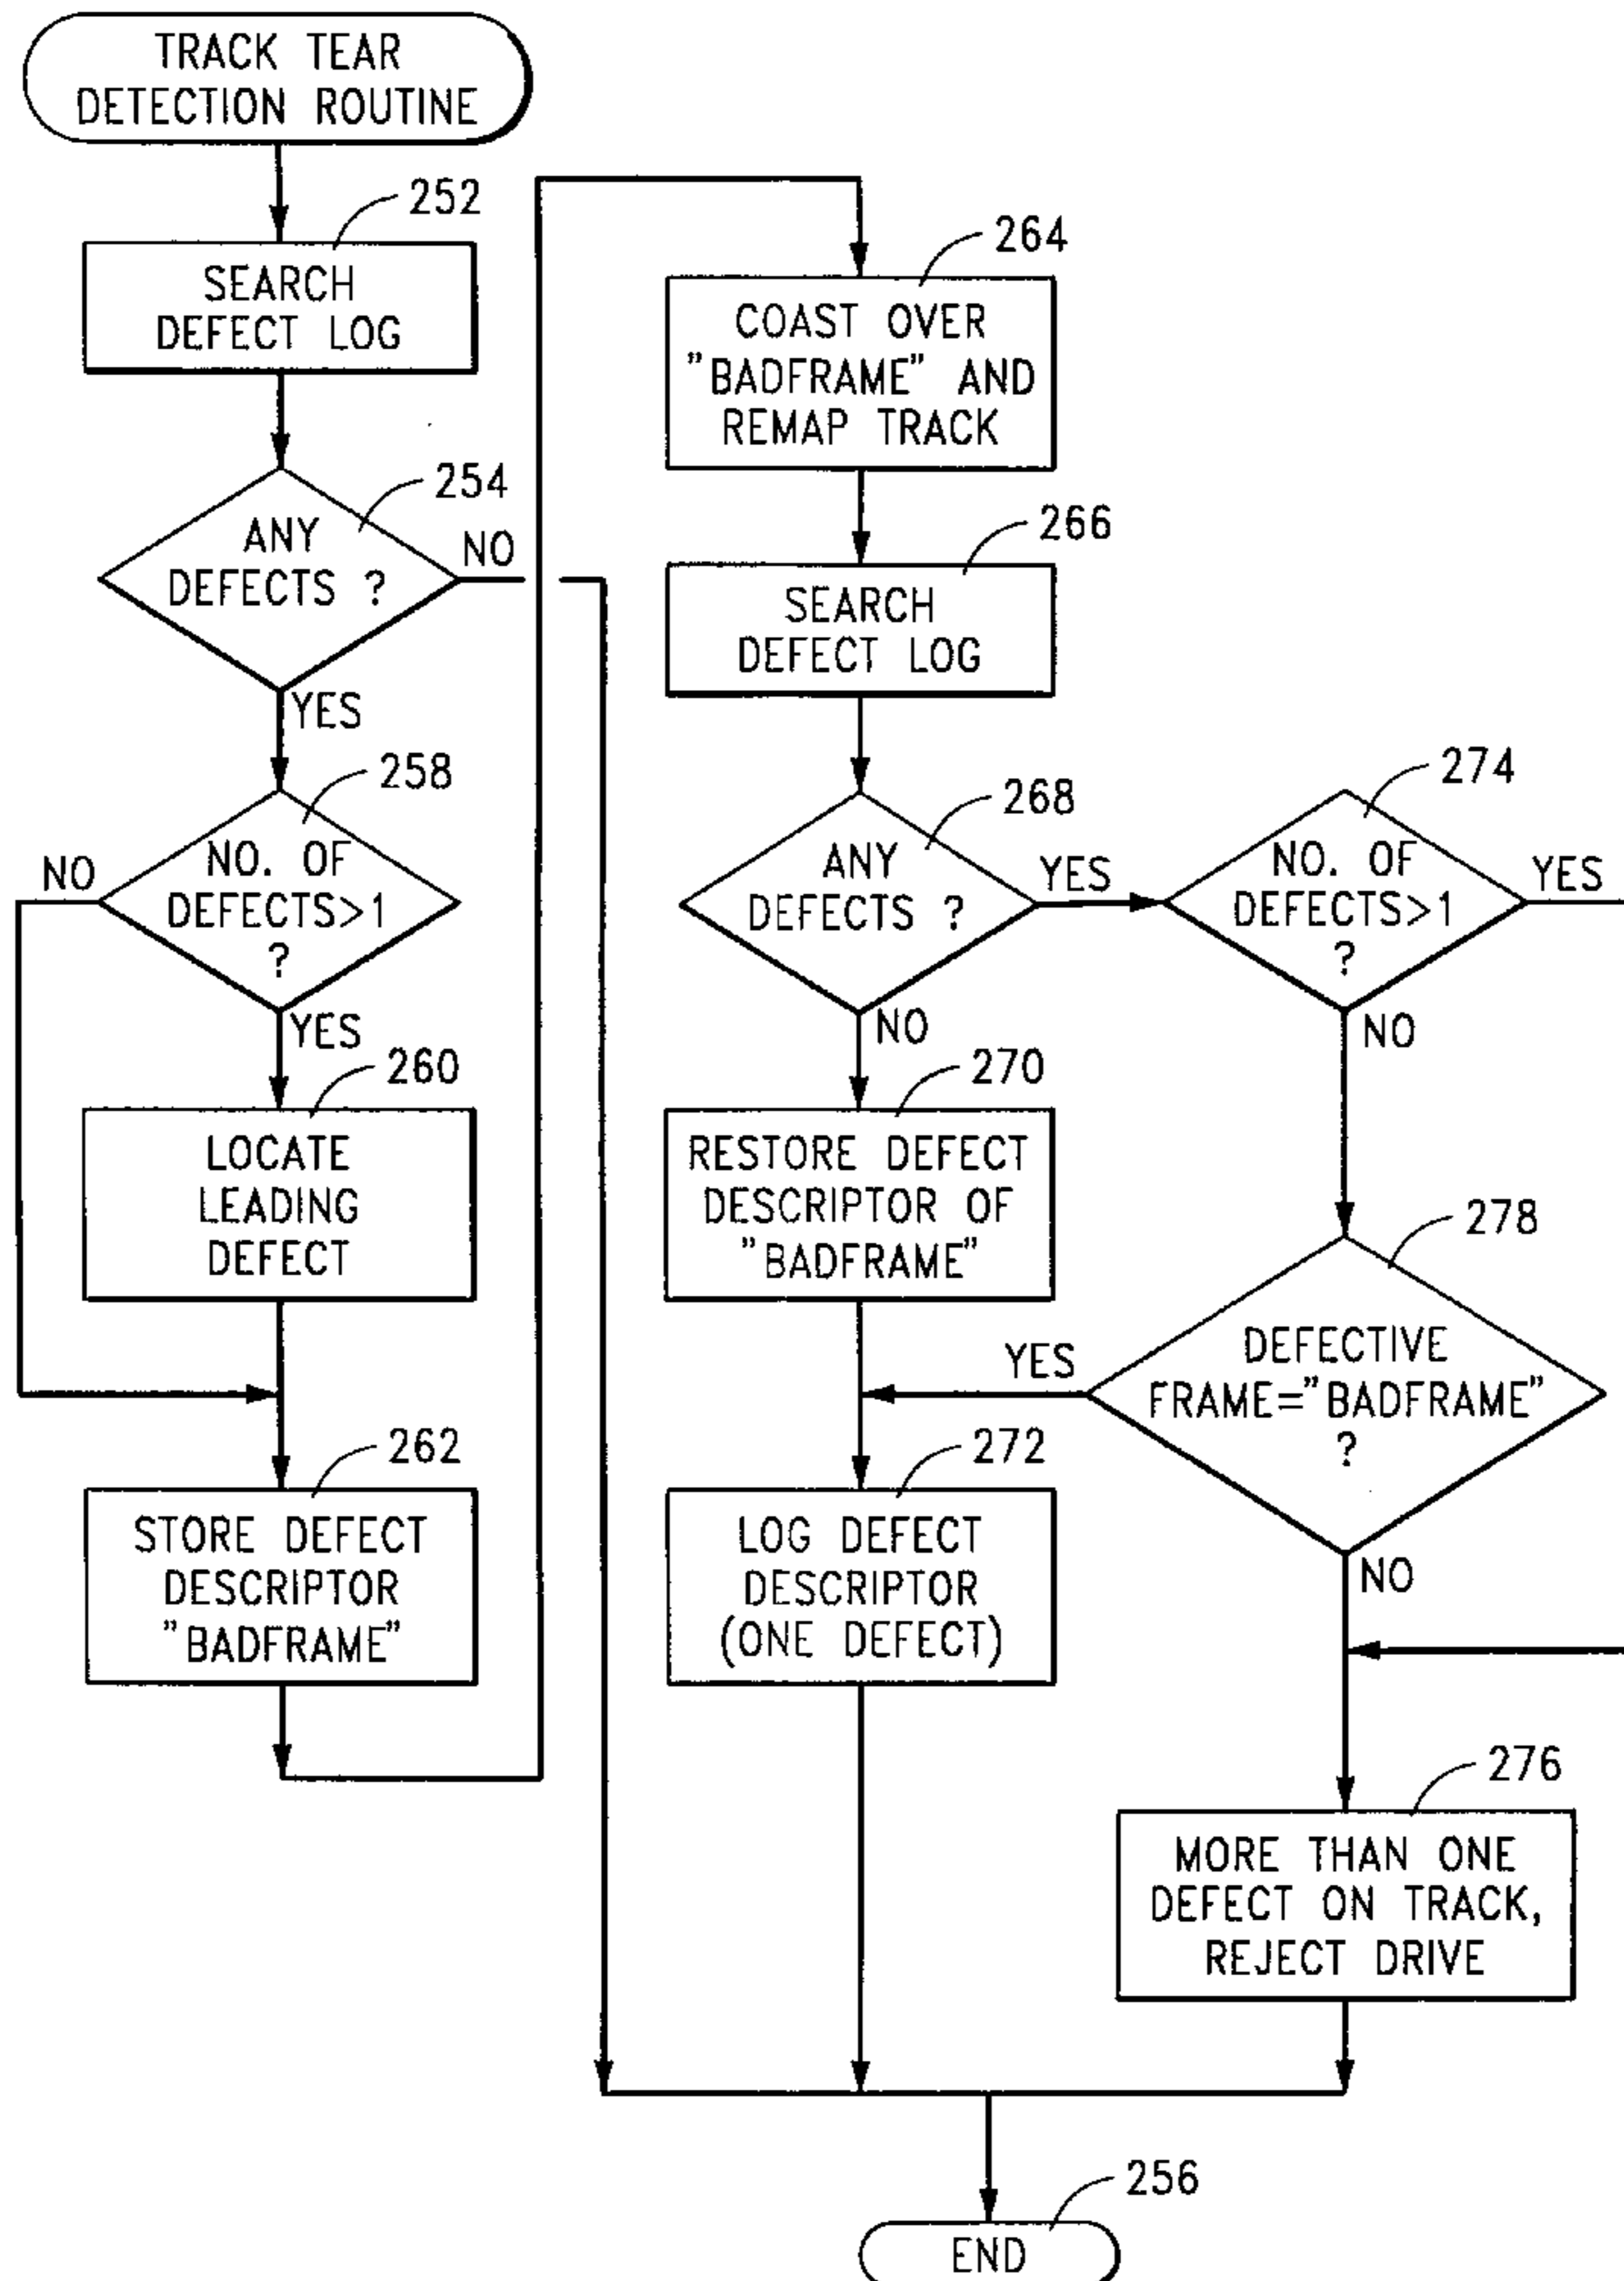 TRACK TEAR
DETECTION ROUTINE
252
SEARCH
DEFECT LOG
254
ANY
DEFECTS ?
NO
YES
258
NO. OF
DEFECTS>1
?
NO
YES
260
LOCATE
LEADING
DEFECT
262
STORE DEFECT
DESCRIPTOR
"BADFRAME"
264
COAST OVER
"BADFRAME" AND
REMAP TRACK
266
SEARCH
DEFECT LOG
268
ANY
DEFECTS ?
YES
NO
270
RESTORE DEFECT
DESCRIPTOR OF
"BADFRAME"
272
LOG DEFECT
DESCRIPTOR
(ONE DEFECT)
274
NO. OF
DEFECTS>1
?
YES
NO
278
DEFECTIVE
FRAME="BADFRAME"
?
YES
NO
276
MORE THAN ONE
DEFECT ON TRACK,
REJECT DRIVE
256
END